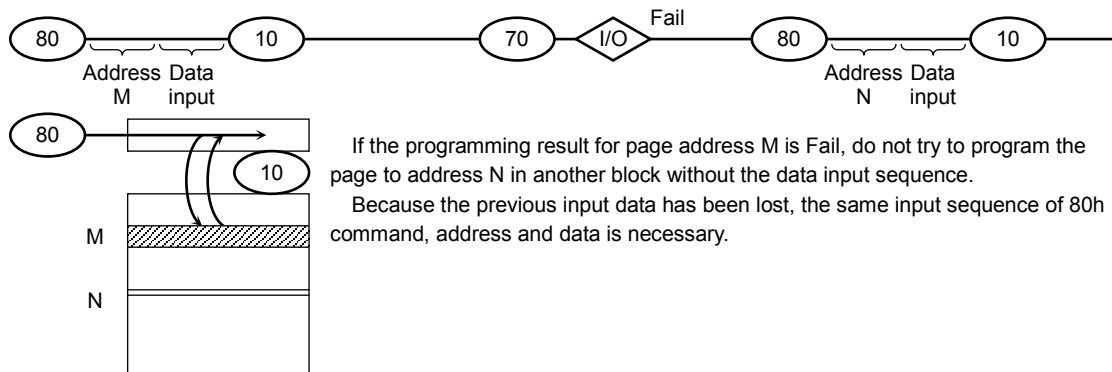 Fail
80 10 70 I/O 80 10
Address Data Address Data
M input N input
80
If the programming result for page address M is Fail, do not try to program the
10
page to address N in another block without the data input sequence.
Because the previous input data has been lost, the same input sequence of 80h
M
command, address and data is necessary.
N